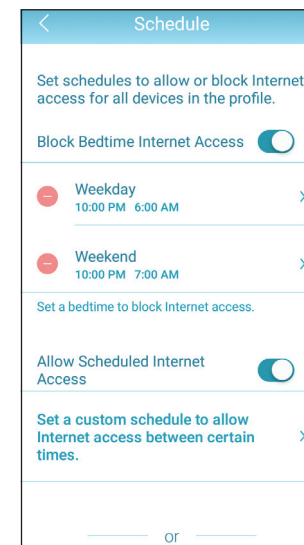 Schedule
Set schedules to allow or block Internet
access for all devices in the profile.
Block Bedtime Internet Access
Weekday
10:00 PM 6:00 AM
Weekend
10:00 PM 7:00 AM
Set a bedtime to block Internet access.
Allow Scheduled Internet
Access
Set a custom schedule to allow
Internet access between certain
times.
or